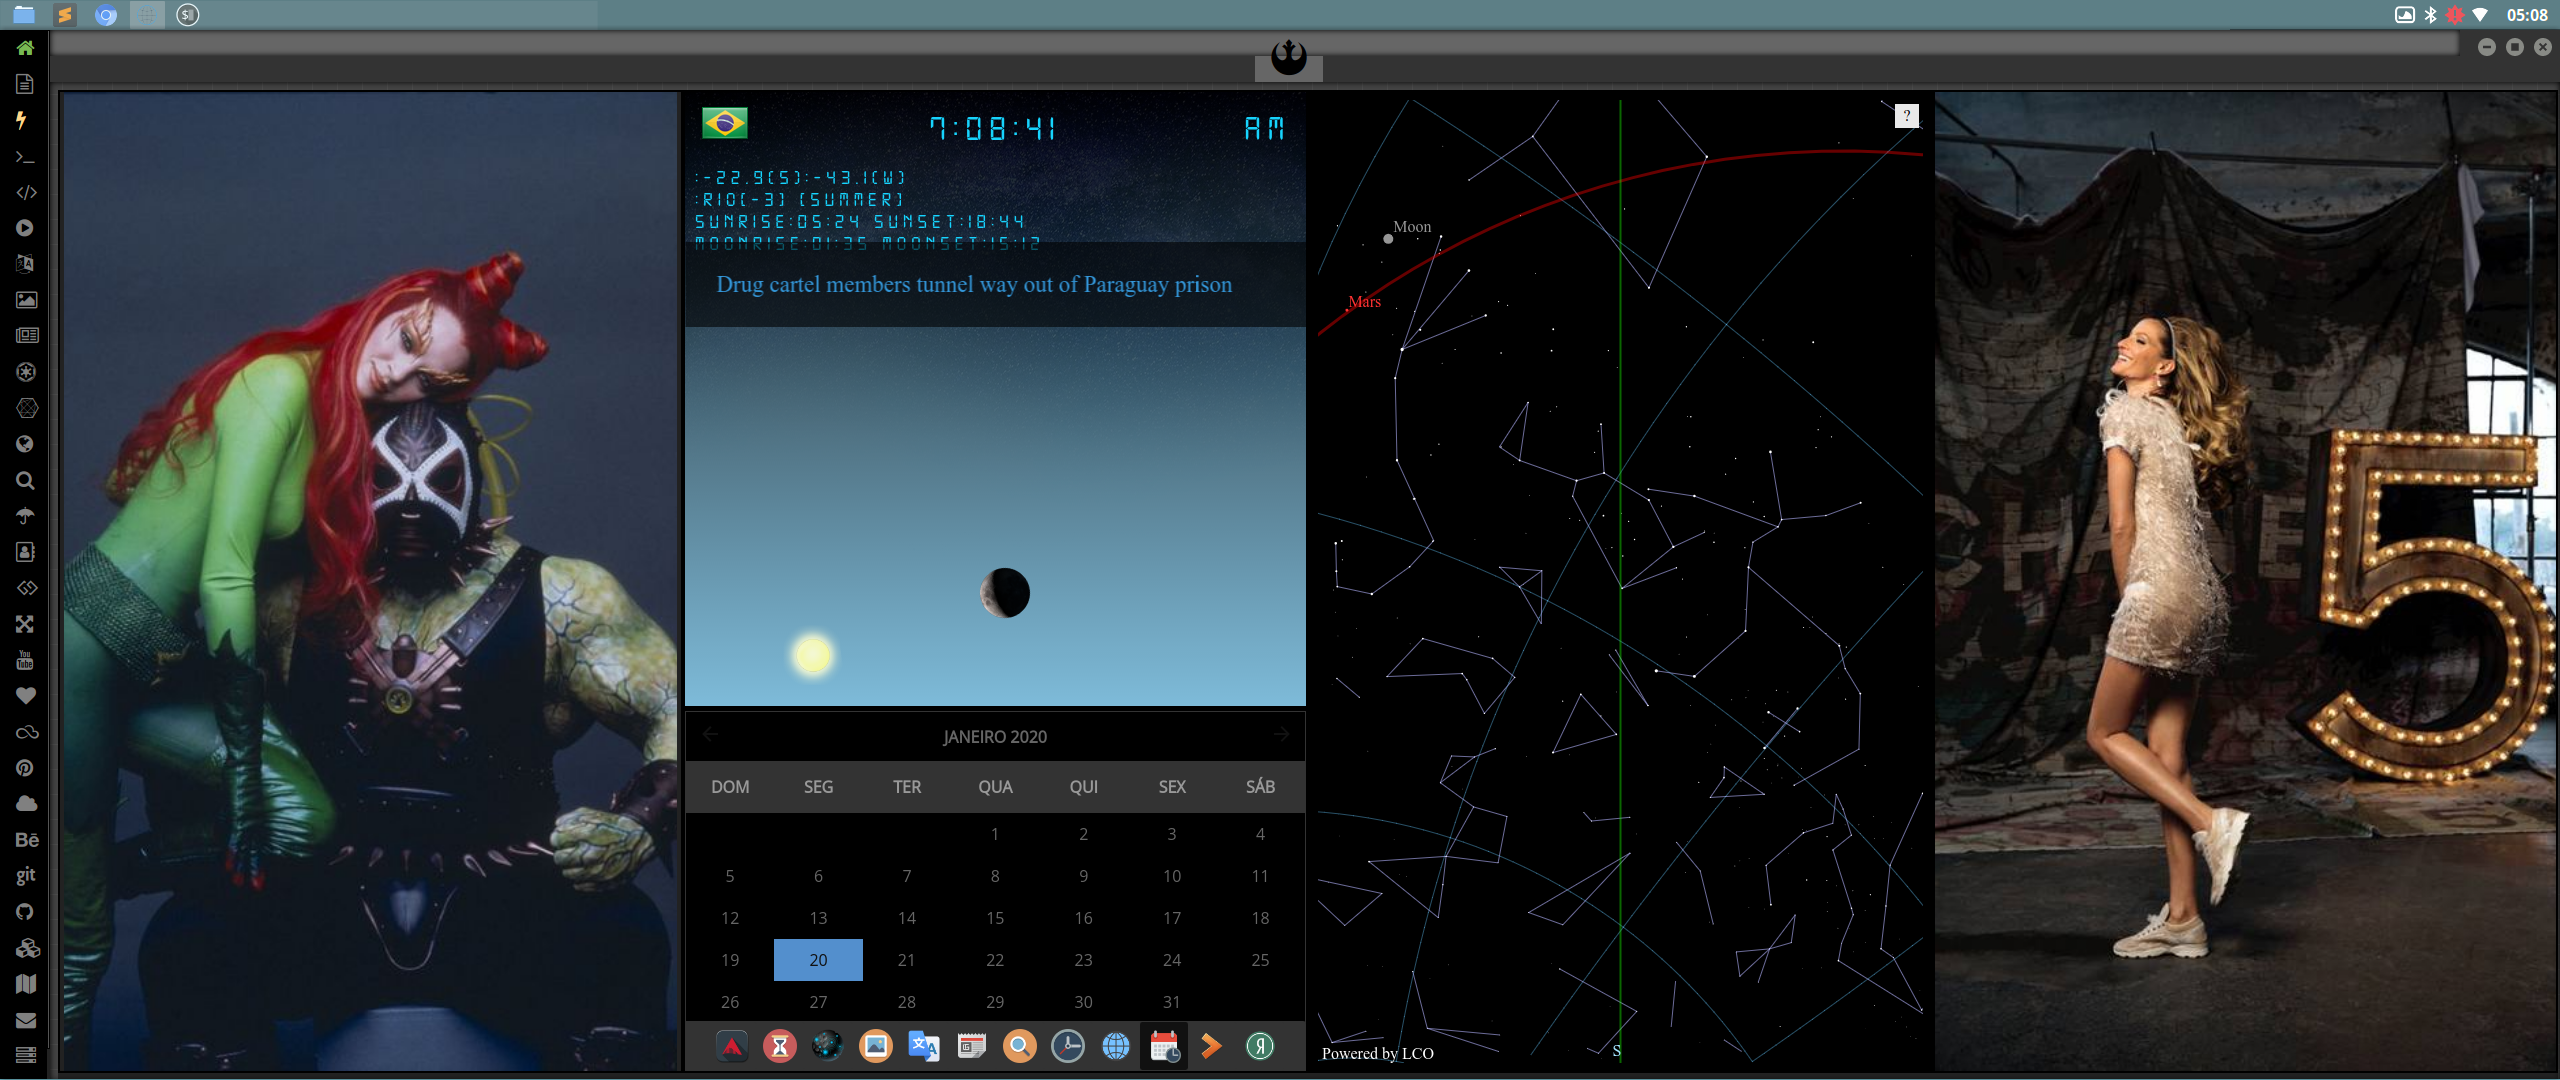 05:08
7:08:41 AM
:-22.9(S):-43.1(W)
:RIO(-3) (SUMMER)
SUNRISE:05:24 SUNSET:18:44
MOONRISE:01:35 MOONSET:15:12
Drug cartel members tunnel way out of Paraguay prison
JANEIRO 2020
DOM SEG TER QUA QUI SEX SÁB
1 2 3 4
5 6 7 8 9 10 11
12 13 14 15 16 17 18
19 20 21 22 23 24 25
26 27 28 29 30 31
?
Moon
Mars
S
Powered by LCO
5
You
Tube
Bē
git